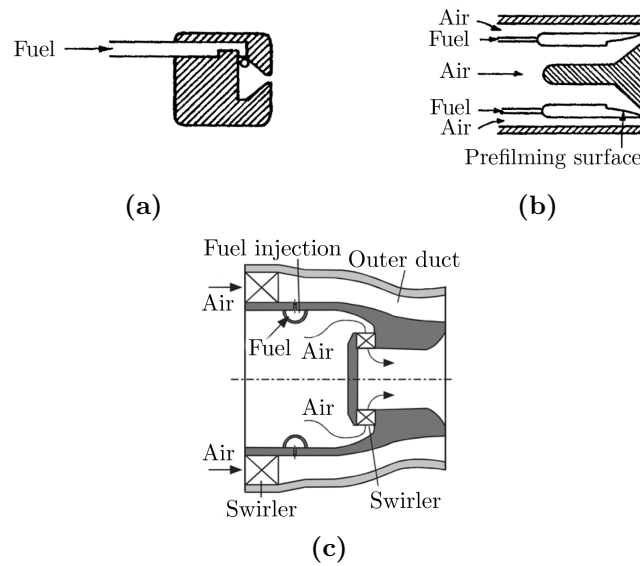 Fuel
(a)
Air
Fuel
Air
Fuel
Air
Prefilming surface
(b)
Fuel injection
Outer duct
Air
Fuel
Air
Air
Air
Swirler
Swirler
(c)